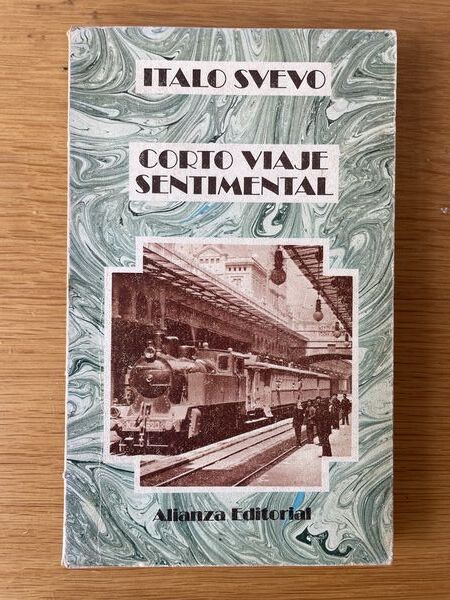 ITALO SVEVO
CORTO VIAJE
SENTIMENTAL
Alianza Editorial